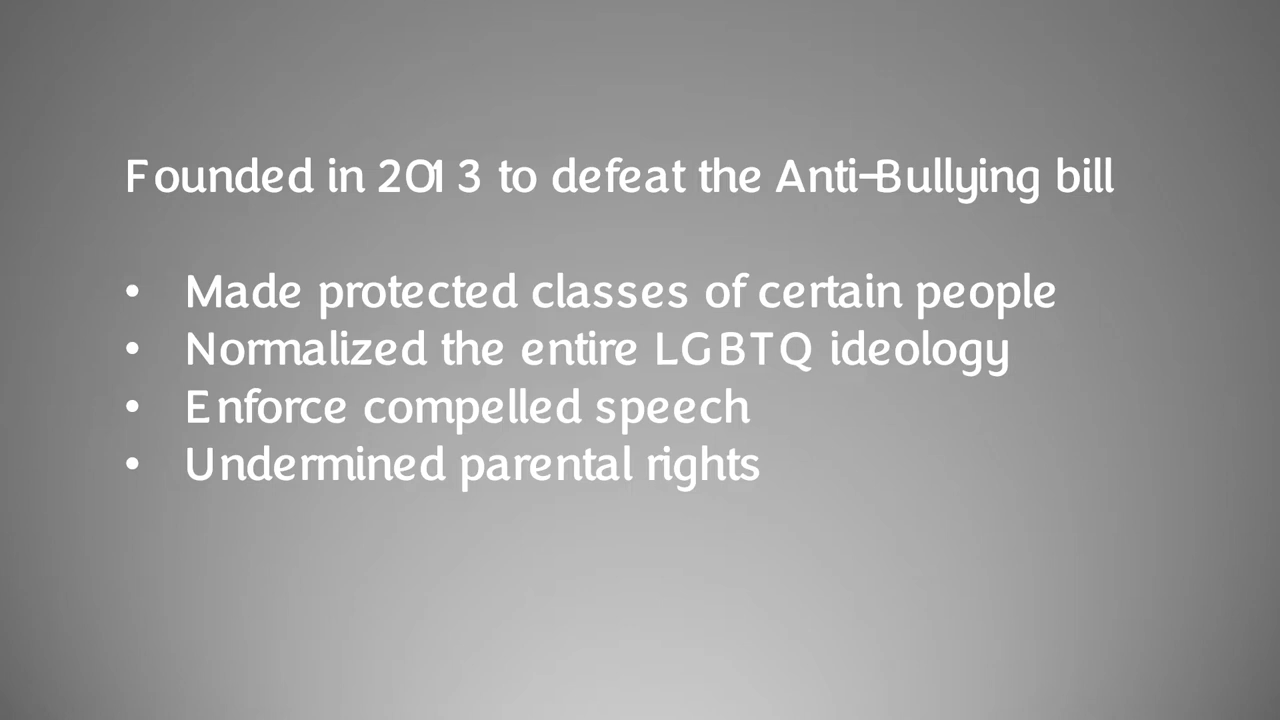 Founded in 2013 to defeat the Anti-Bullying bill
• Made protected classes of certain people
• Normalized the entire LGBTQ ideology
• Enforce compelled speech
• Undermined parental rights